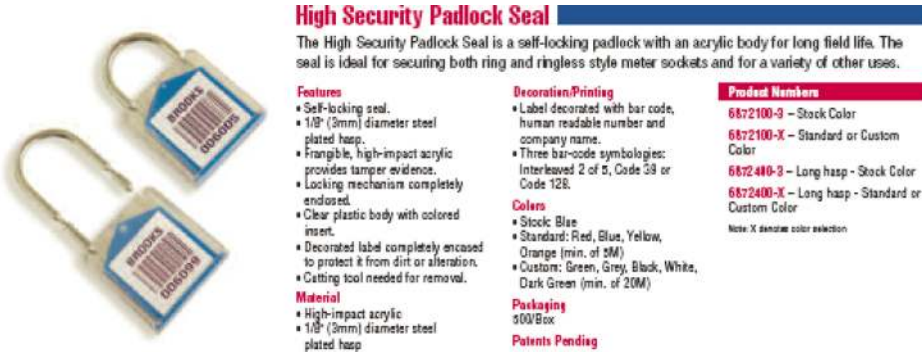 High Security Padlock Seal
The High Security Padlock Seal is a self-locking padlock with an acrylic body for long field life. The
seal is ideal for securing both ring and ringless style meter sockets and for a variety of other uses.
BROOKS
006005
BROOKS
006099
Features
▪ Self-locking seal.
▪ 1/8" (3mm) diameter steel
plated hasp.
▪ Frangible, high-impact acrylic
provides tamper evidence.
▪ Locking mechanism completely
enclosed.
▪ Clear plastic body with colored
insert.
▪ Decorated label completely encased
to protect it from dirt or alteration.
▪ Cutting tool needed for removal.
Material
▪ High-impact acrylic
▪ 1/8" (3mm) diameter steel
plated hasp
Decoration/Printing
▪ Label decorated with bar code,
human readable number and
company name.
▪ Three bar-code symbologies:
Interleaved 2 of 5, Code 39 or
Code 128.
Colors
▪ Stock: Blue
▪ Standard: Red, Blue, Yellow,
Orange (min. of 5M)
▪ Custom: Green, Grey, Black, White,
Dark Green (min. of 20M)
Packaging
500/Box
Patents Pending
Product Numbers
6872100-3 – Stock Color
6872100-X – Standard or Custom
Color
6872400-3 – Long hasp - Stock Color
6872400-X – Long hasp - Standard or
Custom Color
Note: X denotes color selection